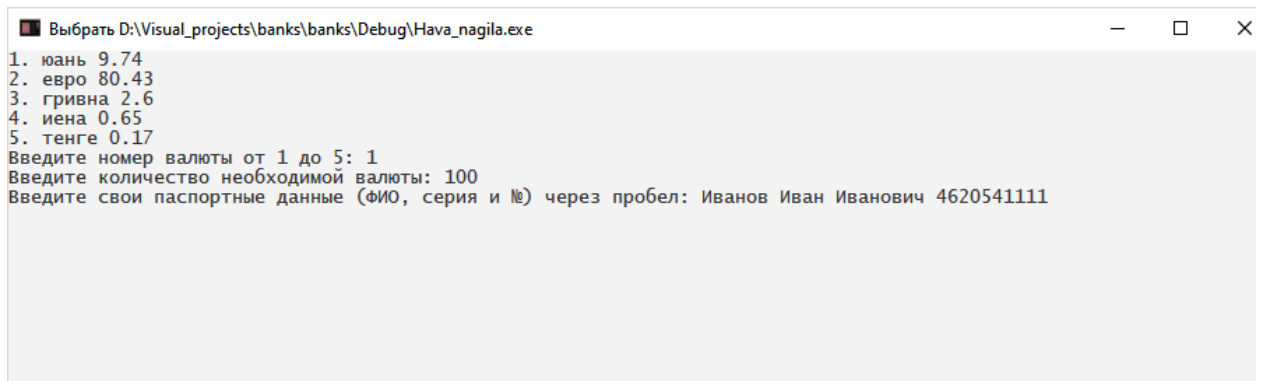 Выбрать D:\Visual_projects\banks\banks\Debug\Hava_nagila.exe
1. юань 9.74
2. евро 80.43
3. гривна 2.6
4. иена 0.65
5. тенге 0.17
Введите номер валюты от 1 до 5: 1
Введите количество необходимой валюты: 100
Введите свои паспортные данные (ФИО, серия и №) через пробел: Иванов Иван Иванович 4620541111